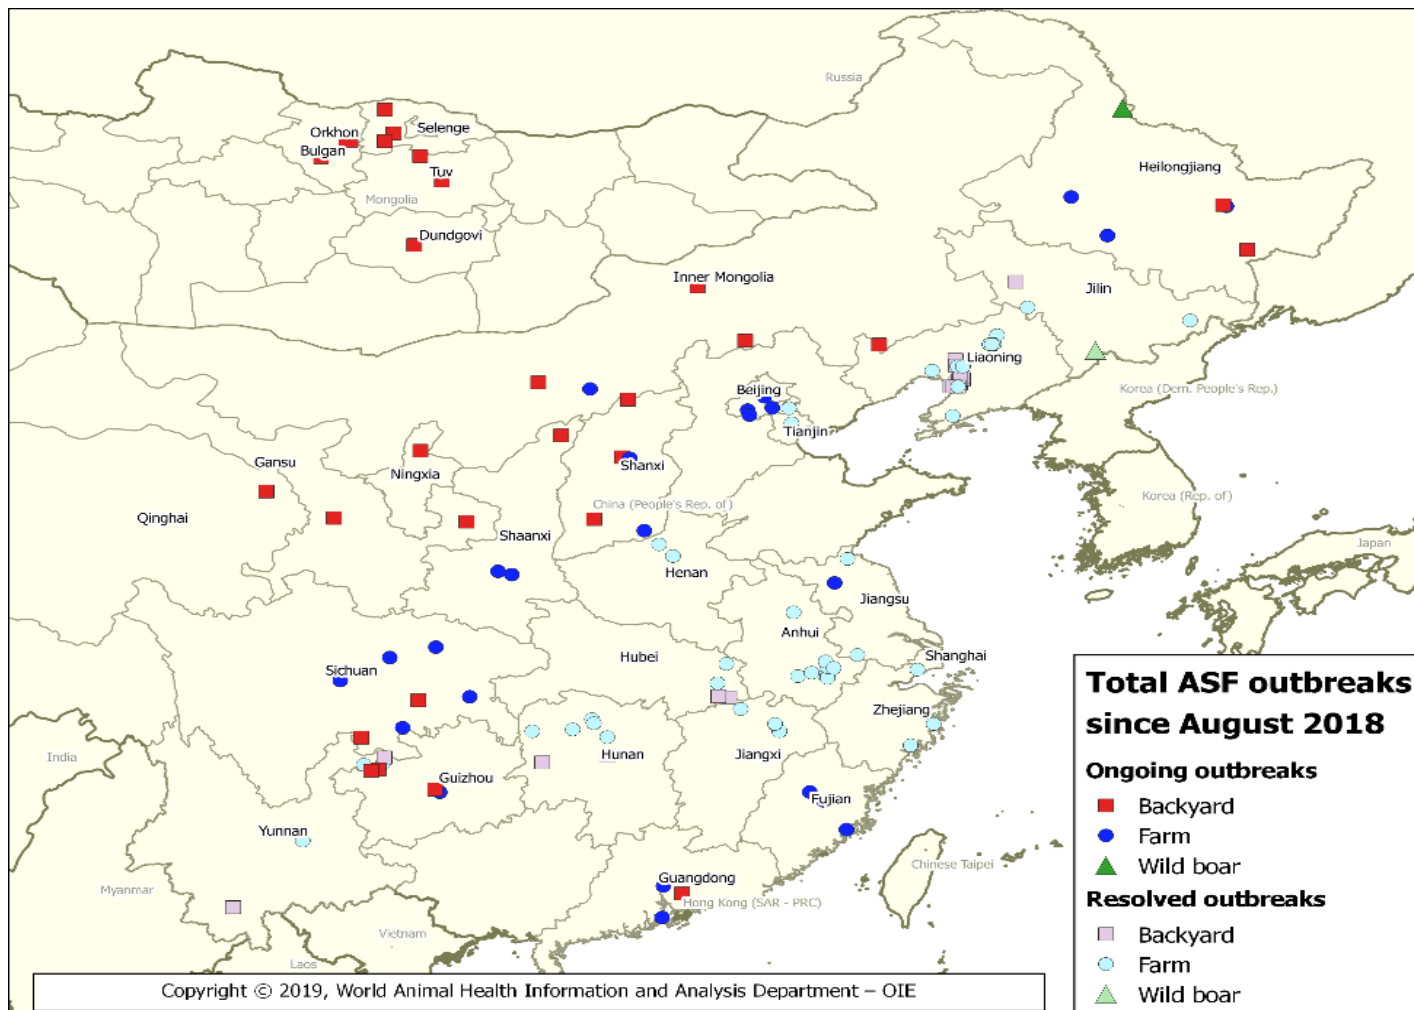 Russia
Orkhon
Selenge
Bulgan
Tuv
Mongolia
Heilongjiang
Dundgovi
Inner Mongolia
Jilin
Liaoning
Beijing
Korea (Dem. People's Rep.)
Tianjin
Gansu
Ningxia
Shanxi
Qinghai
China (People's Rep. of)
Korea (Rep. of)
Shaanxi
Japan
Henan
Jiangsu
Anhui
Hubei
Shanghai
Sichuan
Zhejiang
India
Hunan
Jiangxi
Guizhou
Fujian
Yunnan
Chinese Taipei
Guangdong
Myanmar
Hong Kong (SAR - PRC)
Vietnam
Laos
Total ASF outbreaks
since August 2018
Ongoing outbreaks
Backyard
Farm
Wild boar
Resolved outbreaks
Backyard
Farm
Wild boar
Copyright © 2019, World Animal Health Information and Analysis Department – OIE